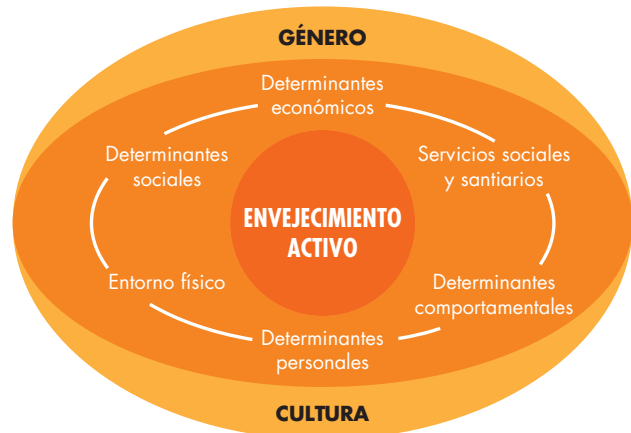 GÉNERO
Determinantes
económicos
Determinantes
sociales
Servicios sociales
y santiarios
ENVEJECIMIENTO
ACTIVO
Entorno físico
Determinantes
comportamentales
Determinantes
personales
CULTURA